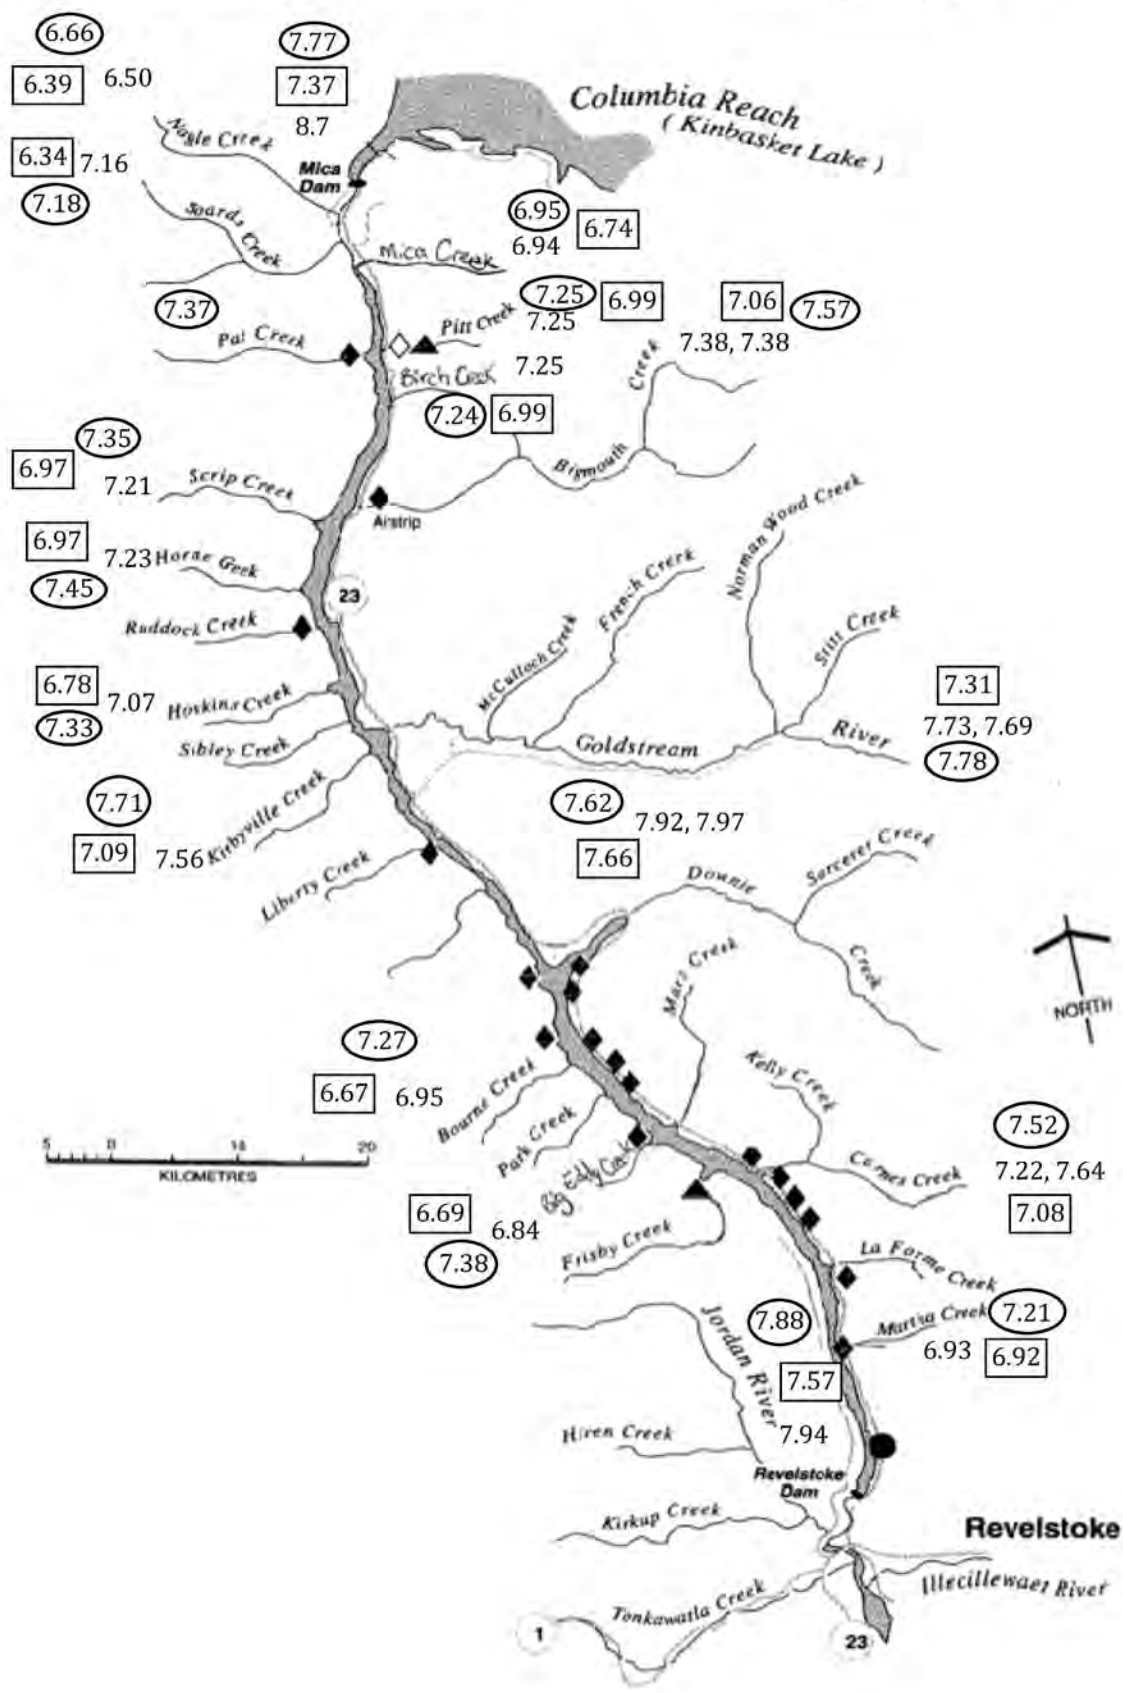 6.66
7.77
6.39 6.50
7.37
8.7
Columbia Reach
( Kinbasket Lake )
Nagle Creek
Mica
Dam
6.34 7.16
7.18
Soards
Creek
6.95
6.74
6.94
Mica Creek
7.37
7.25
6.99
7.25
7.06
7.57
7.38, 7.38
Pat Creek
Pitt Creek
Birch Creek
7.25
7.24
6.99
Bigmouth
Creek
7.35
6.97
7.21
Scrip Creek
Airstrip
6.97
7.23
Horne Creek
7.45
23
Ruddock Creek
Norman Wood Creek
French Creek
McCulloch Creek
Stitt Creek
6.78
7.07
7.33
Hoskins Creek
Sibley Creek
7.31
7.73, 7.69
7.78
Goldstream
River
7.71
7.09
7.56
Kirbyville Creek
7.62
7.92, 7.97
7.66
Liberty Creek
Downie
Creek
Sorcerer Creek
Mars Creek
NORTH
7.27
6.67 6.95
Bourne Creek
Kelly Creek
7.52
7.22, 7.64
7.08
5 0 10 20
KILOMETRES
Park Creek
Big Eddy Creek
Carnes Creek
6.69
6.84
7.38
Frisby Creek
La Forme Creek
7.88
Martha Creek
7.21
6.93
6.92
Jordan River
7.57
7.94
Hiren Creek
Revelstoke
Dam
Kirkup Creek
Revelstoke
Illecillewaet River
Tonkawatla Creek
1
23